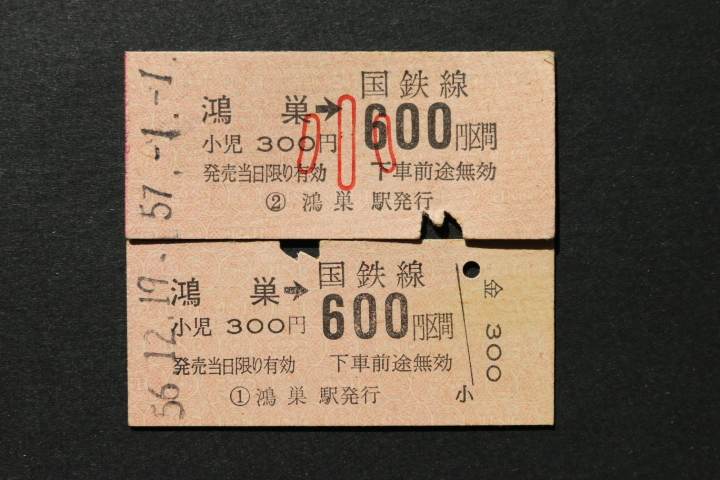 57.-1.-1.
国鉄線
鴻巣→600円区間
小
小児 300円
発売当日限り有効 下車前途無効
② 鴻巣駅発行
56.12.19
国鉄線
鴻巣→600円区間
小児 300円
発売当日限り有効 下車前途無効
① 鴻巣駅発行
小
金 300